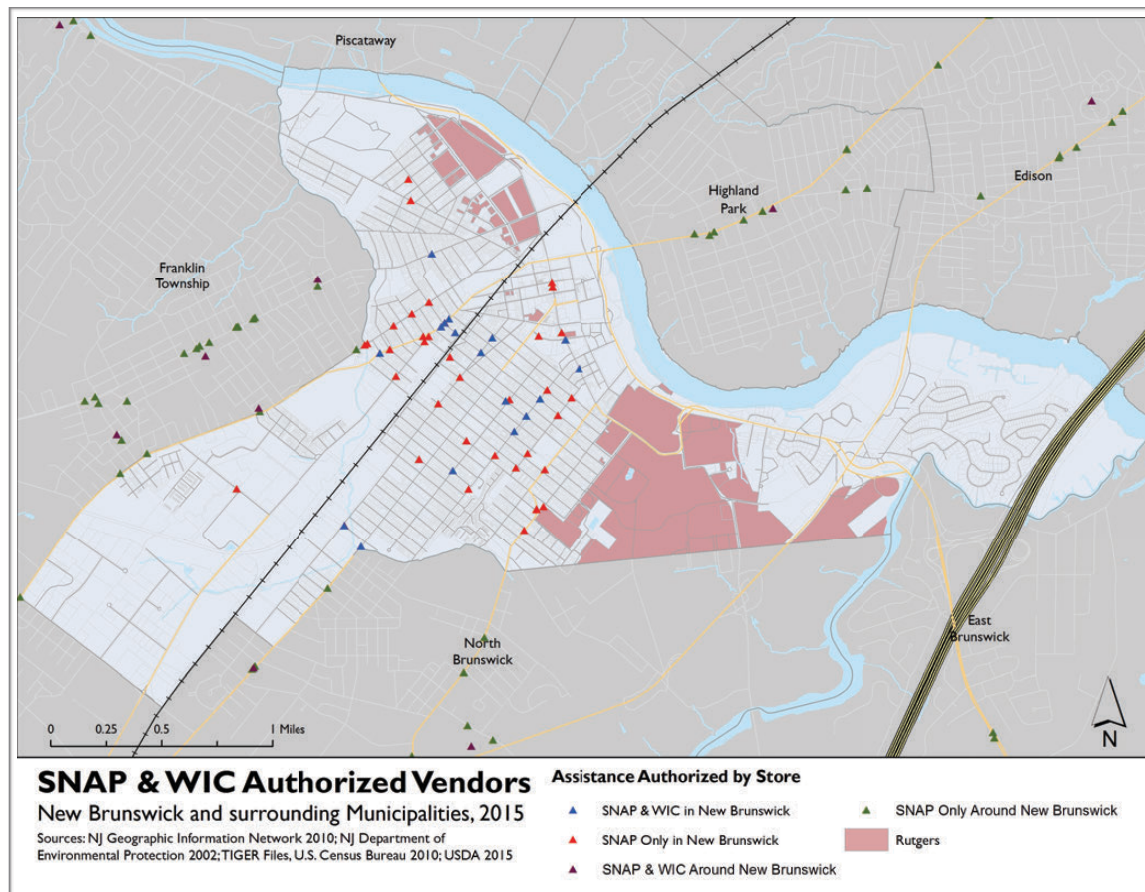 Piscataway
Highland
Park
Edison
Franklin
Township
North
Brunswick
East
Brunswick
0 0.25 0.5 1 Miles
N
SNAP & WIC Authorized Vendors
New Brunswick and surrounding Municipalities, 2015
Sources: NJ Geographic Information Network 2010; NJ Department of
Environmental Protection 2002; TIGER Files, U.S. Census Bureau 2010; USDA 2015
Assistance Authorized by Store
SNAP & WIC in New Brunswick
SNAP Only in New Brunswick
SNAP & WIC Around New Brunswick
SNAP Only Around New Brunswick
Rutgers